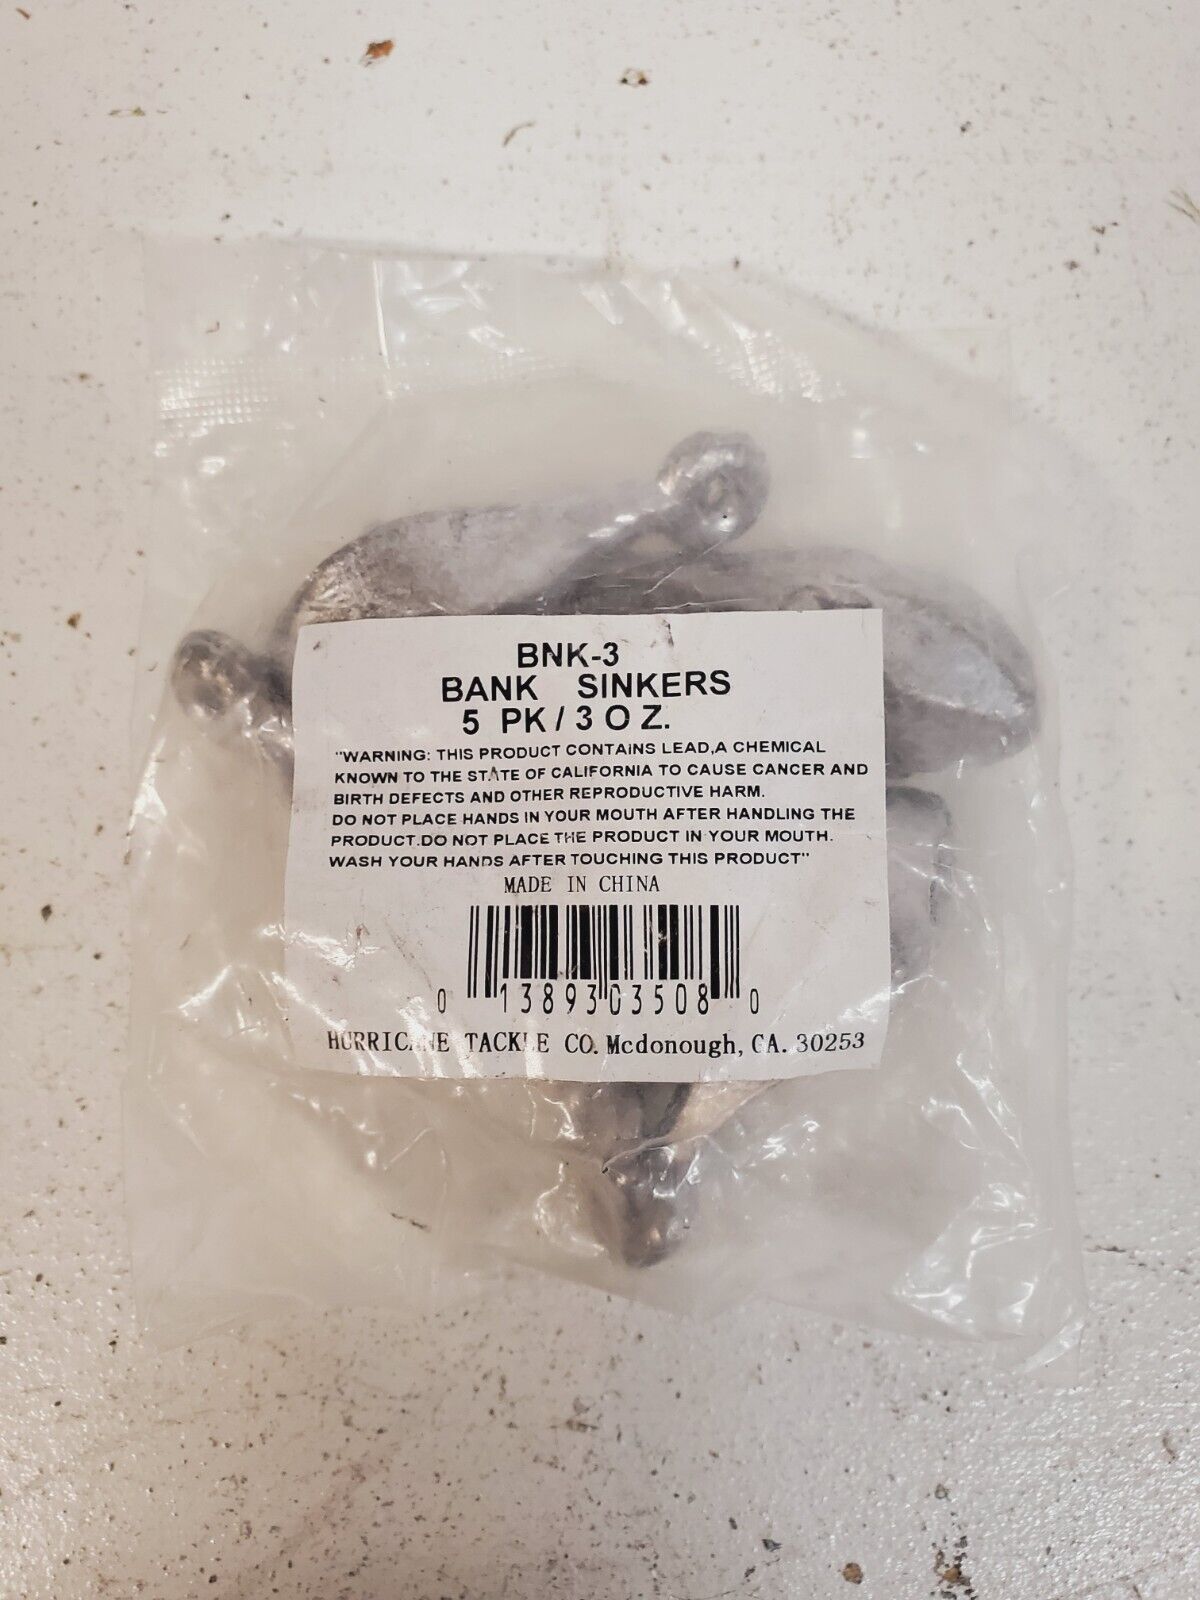 BNK-3
BANK SINKERS
5 PK / 3 OZ.
"WARNING: THIS PRODUCT CONTAINS LEAD,A CHEMICAL
KNOWN TO THE STATE OF CALIFORNIA TO CAUSE CANCER AND
BIRTH DEFECTS AND OTHER REPRODUCTIVE HARM.
DO NOT PLACE HANDS IN YOUR MOUTH AFTER HANDLING THE
PRODUCT.DO NOT PLACE THE PRODUCT IN YOUR MOUTH.
WASH YOUR HANDS AFTER TOUCHING THIS PRODUCT"
MADE IN CHINA
0 13893 03508 0
HURRICANE TACKLE CO. Mcdonough, GA. 30253